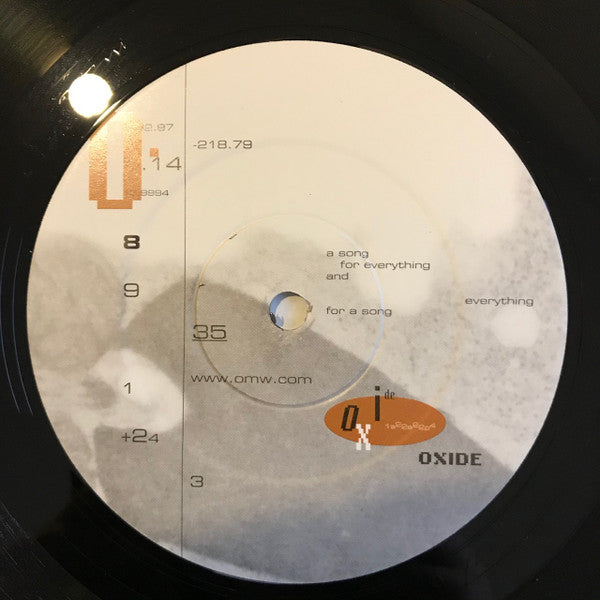 -218.79
.14
8
9
a song
for everything
and
everything
for a song
35
www.omw.com
1
i de
O
x
+24
OXIDE
3